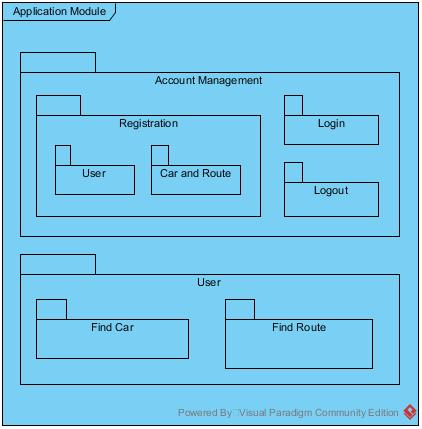 Application Module
Account Management
Registration
Login
User
Car and Route
Logout
User
Find Car
Find Route
Powered By Visual Paradigm Community Edition